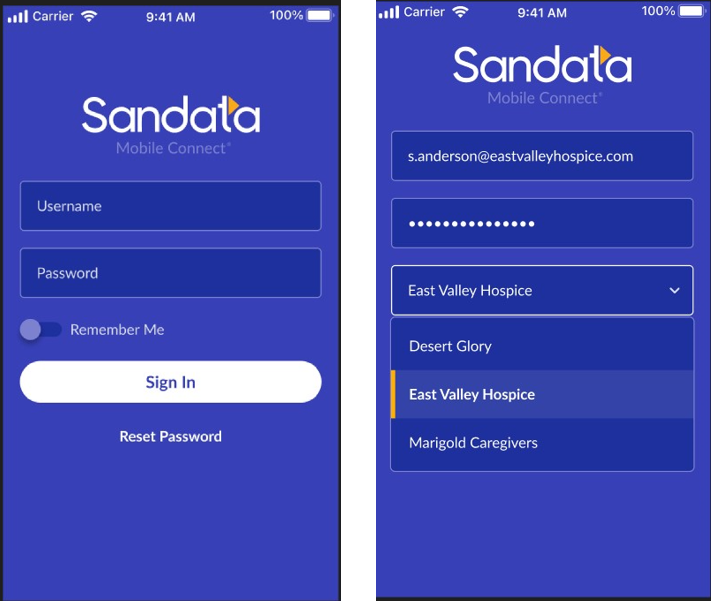 Carrier 9:41 AM 100%
Sandata
Mobile Connect®
Username
Password
Remember Me
Sign In
Reset Password
Carrier 9:41 AM 100%
Sandata
Mobile Connect®
s.anderson@eastvalleyhospice.com
•••••••••••••••
East Valley Hospice
Desert Glory
East Valley Hospice
Marigold Caregivers